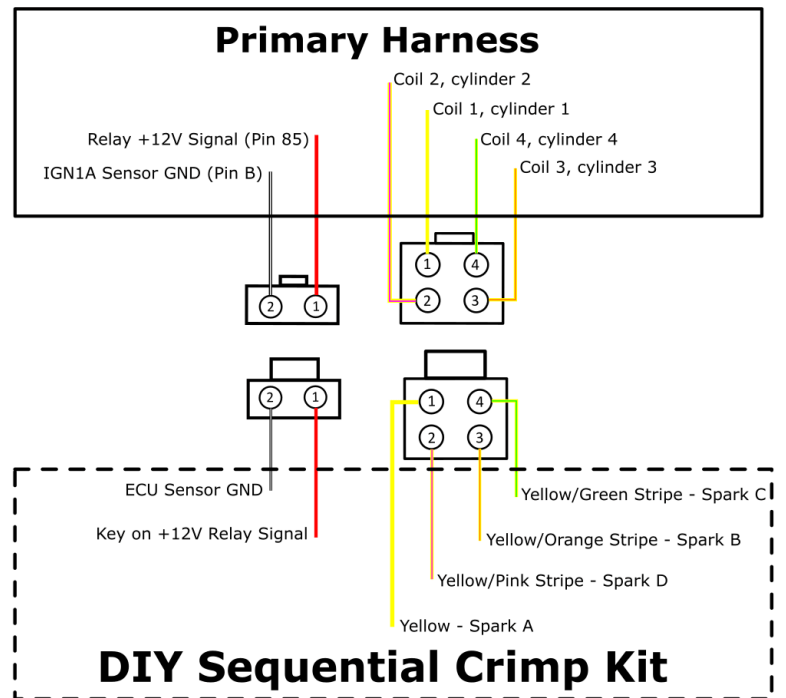 Primary Harness
Coil 2, cylinder 2
Coil 1, cylinder 1
Relay +12V Signal (Pin 85)
Coil 4, cylinder 4
IGN1A Sensor GND (Pin B)
Coil 3, cylinder 3
1
4
2
1
2
3
2
1
1
4
2
3
ECU Sensor GND
Yellow/Green Stripe - Spark C
Key on +12V Relay Signal
Yellow/Orange Stripe - Spark B
Yellow/Pink Stripe - Spark D
Yellow - Spark A
DIY Sequential Crimp Kit